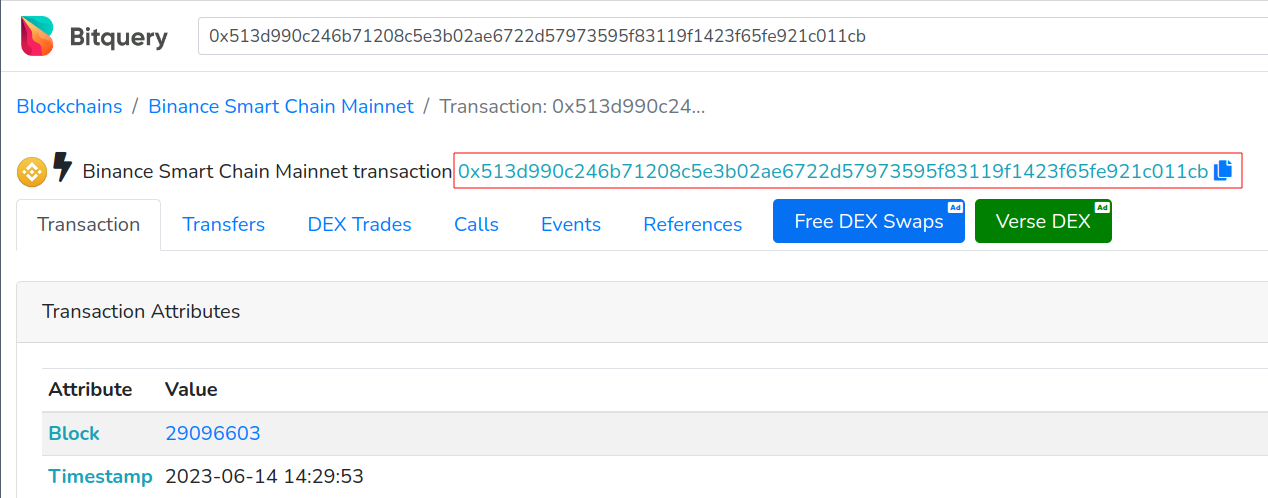 Bitquery 0x513d990c246b71208c5e3b02ae6722d57973595f83119f1423f65fe921c011cb
Blockchains / Binance Smart Chain Mainnet / Transaction: 0x513d990c24...
Binance Smart Chain Mainnet transaction 0x513d990c246b71208c5e3b02ae6722d57973595f83119f1423f65fe921c011cb
Transaction Transfers DEX Trades Calls Events References Free DEX Swaps Ad Verse DEX Ad
Transaction Attributes
Attribute Value
Block 29096603
Timestamp 2023-06-14 14:29:53